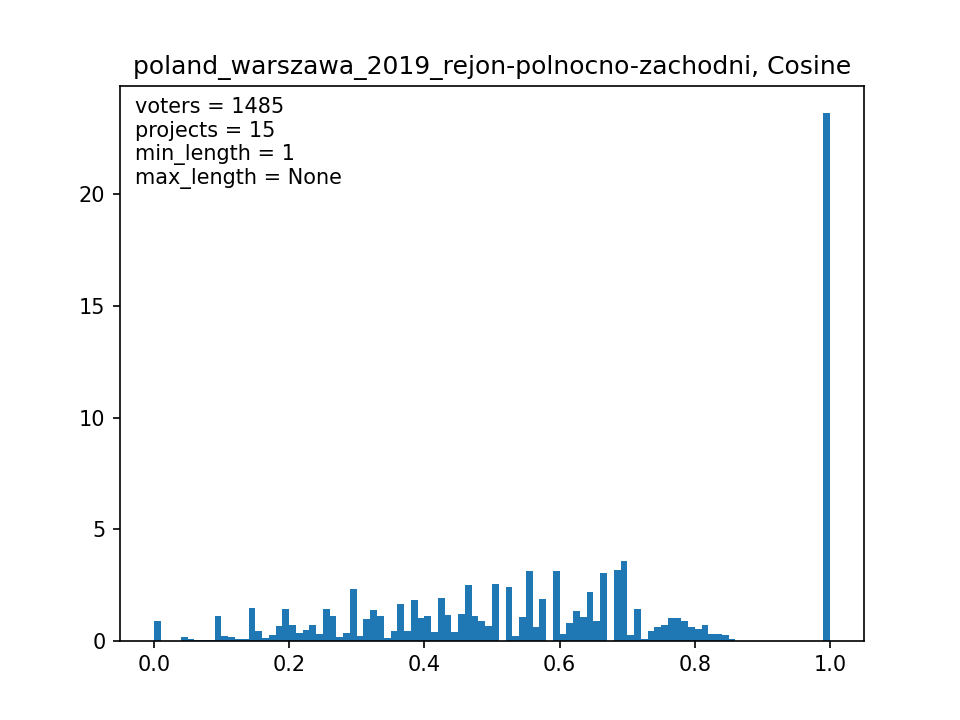 poland_warszawa_2019_rejon-polnocno-zachodni, Cosine
voters = 1485
projects = 15
min_length = 1
max_length = None
20
15
10
5
0
0.0 0.2 0.4 0.6 0.8 1.0